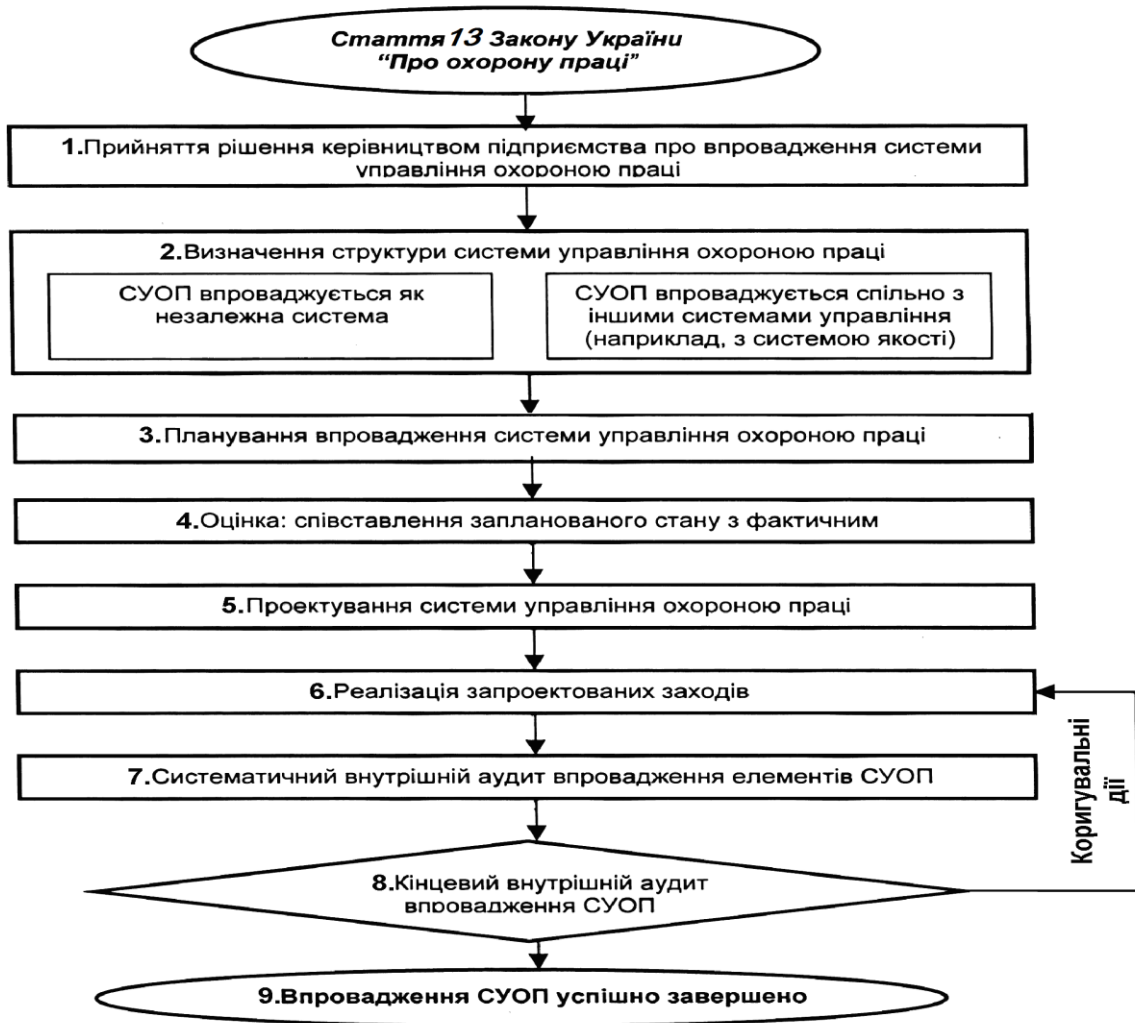 Стаття 13 Закону України
“Про охорону праці”
1.Прийняття рішення керівництвом підприємства про впровадження системи
управління охороною праці
2.Визначення структури системи управління охороною праці
СУОП впроваджується як
незалежна система
СУОП впроваджується спільно з
іншими системами управління
(наприклад, з системою якості)
3.Планування впровадження системи управління охороною праці
4.Оцінка: співставлення запланованого стану з фактичним
5.Проектування системи управління охороною праці
6.Реалізація запроектованих заходів
7.Систематичний внутрішній аудит впровадження елементів СУОП
Коригувальні
дії
8.Кінцевий внутрішній аудит
впровадження СУОП
9.Впровадження СУОП успішно завершено